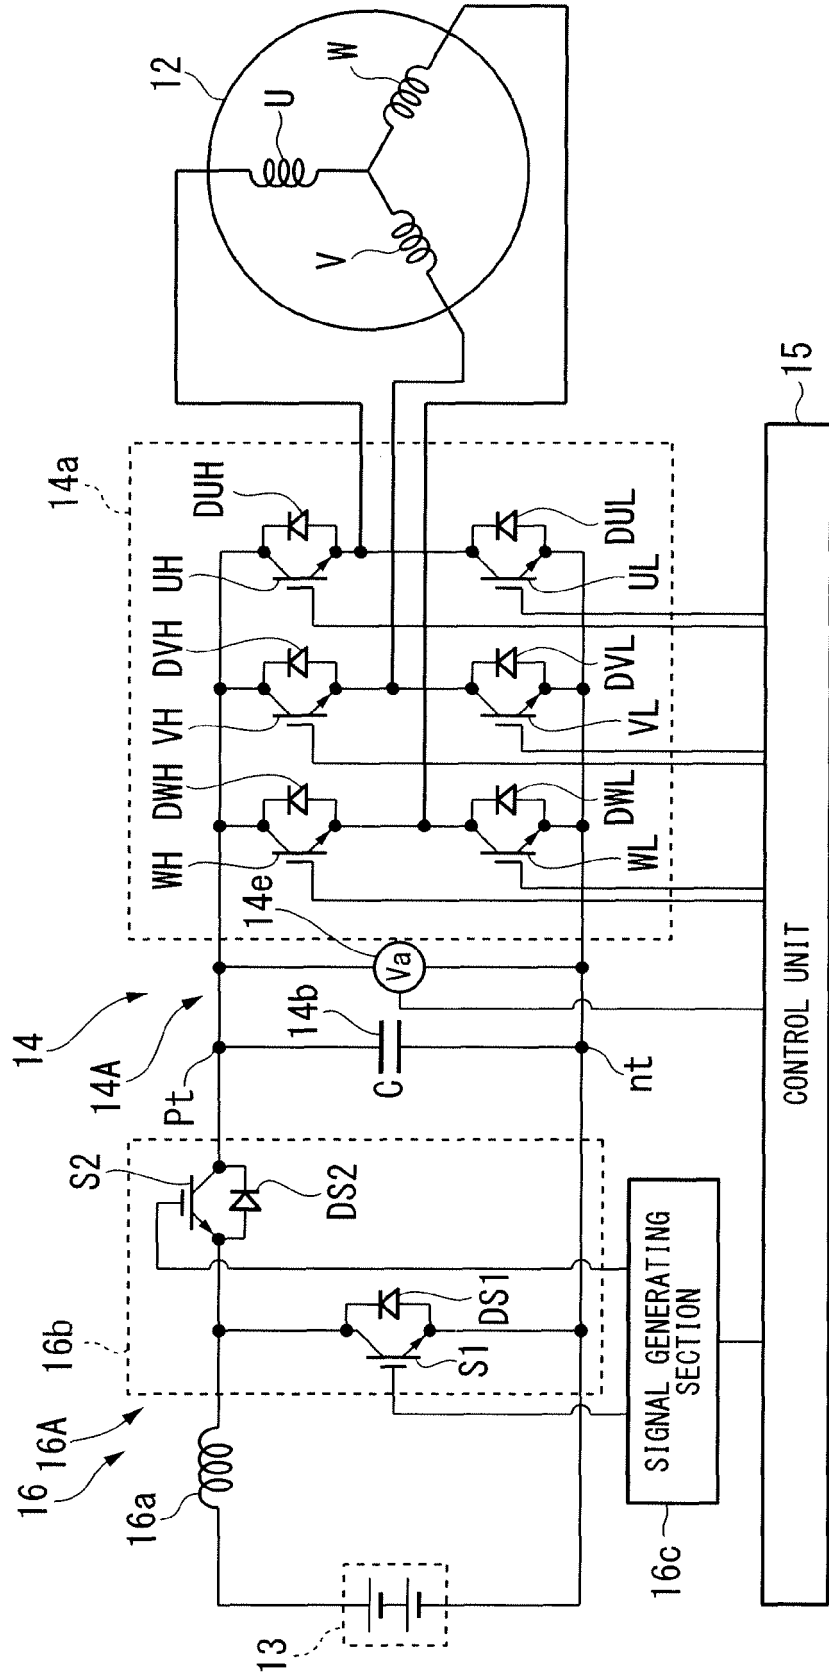 16
16A
16a
16b
S2
DS2
DS1
S1
13
16c
SIGNAL GENERATING
SECTION
14
14A
Pt
C
14b
nt
14e
Va
14a
WH
DWH
VH
DVH
UH
DUH
WL
DWL
VL
DVL
UL
DUL
12
U
V
W
15
CONTROL UNIT